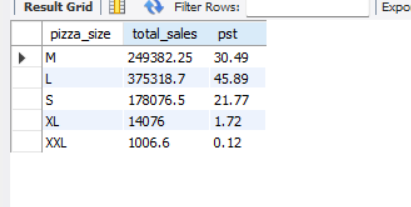 Result Grid Filter Rows: Expo
pizza_size total_sales pst
M 249382.25 30.49
L 375318.7 45.89
S 178076.5 21.77
XL 14076 1.72
XXL 1006.6 0.12